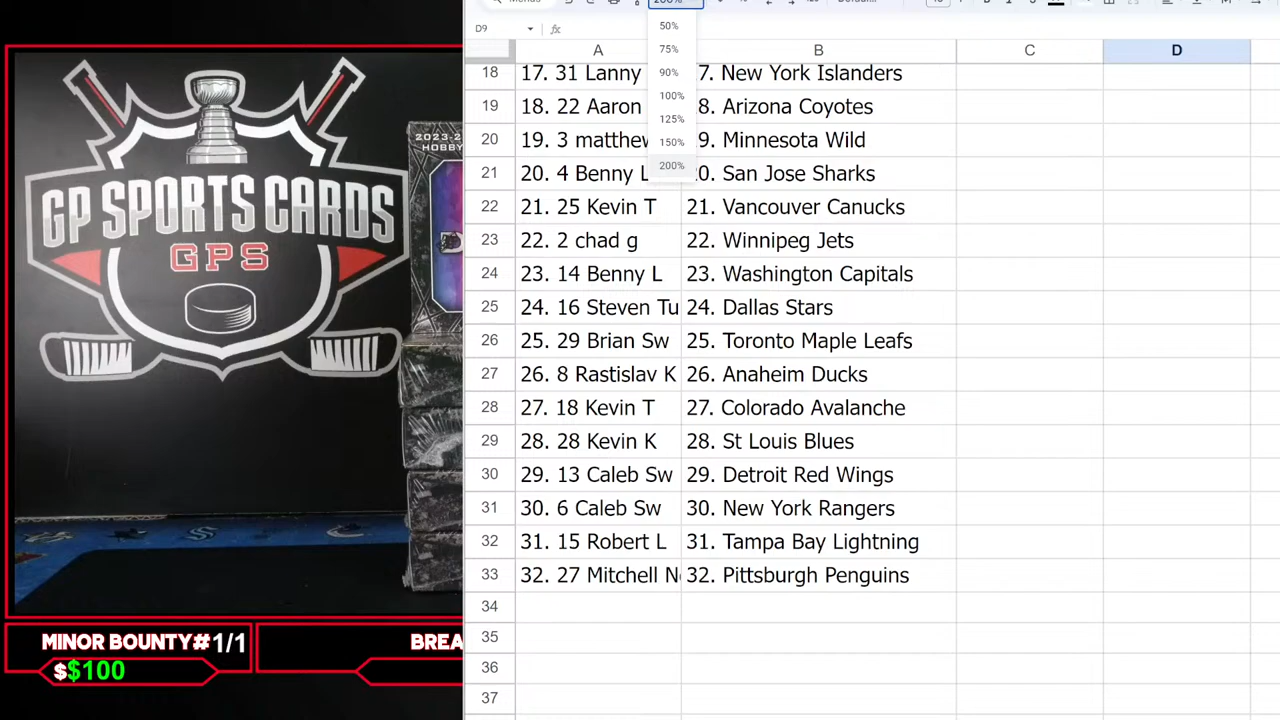 Menus
200%
D9
fx
50%
75%
90%
100%
125%
150%
200%
A B C D
18 17. 31 Lanny 7. New York Islanders
19 18. 22 Aaron 8. Arizona Coyotes
20 19. 3 matthew 9. Minnesota Wild
21 20. 4 Benny L 20. San Jose Sharks
22 21. 25 Kevin T 21. Vancouver Canucks
23 22. 2 chad g 22. Winnipeg Jets
24 23. 14 Benny L 23. Washington Capitals
25 24. 16 Steven Tu 24. Dallas Stars
26 25. 29 Brian Sw 25. Toronto Maple Leafs
27 26. 8 Rastislav K 26. Anaheim Ducks
28 27. 18 Kevin T 27. Colorado Avalanche
29 28. 28 Kevin K 28. St Louis Blues
30 29. 13 Caleb Sw 29. Detroit Red Wings
31 30. 6 Caleb Sw 30. New York Rangers
32 31. 15 Robert L 31. Tampa Bay Lightning
33 32. 27 Mitchell N 32. Pittsburgh Penguins
34
35
36
37
GP SPORTS CARDS
GPS
2023-2
HOBBY
MINOR BOUNTY# 1/1
$$100
BREA